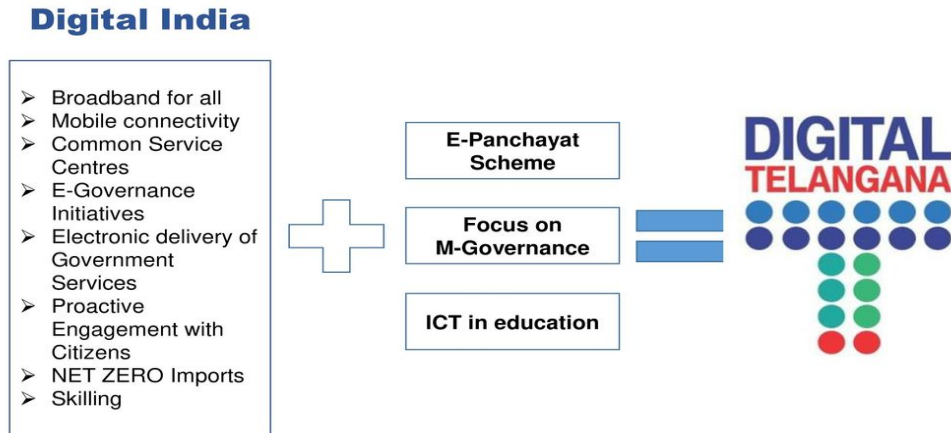 Digital India
➢ Broadband for all
➢ Mobile connectivity
➢ Common Service
Centres
➢ E-Governance
Initiatives
➢ Electronic delivery of
Government
Services
➢ Proactive
Engagement with
Citizens
➢ NET ZERO Imports
➢ Skilling
E-Panchayat
Scheme
Focus on
M-Governance
ICT in education
DIGITAL
TELANGANA